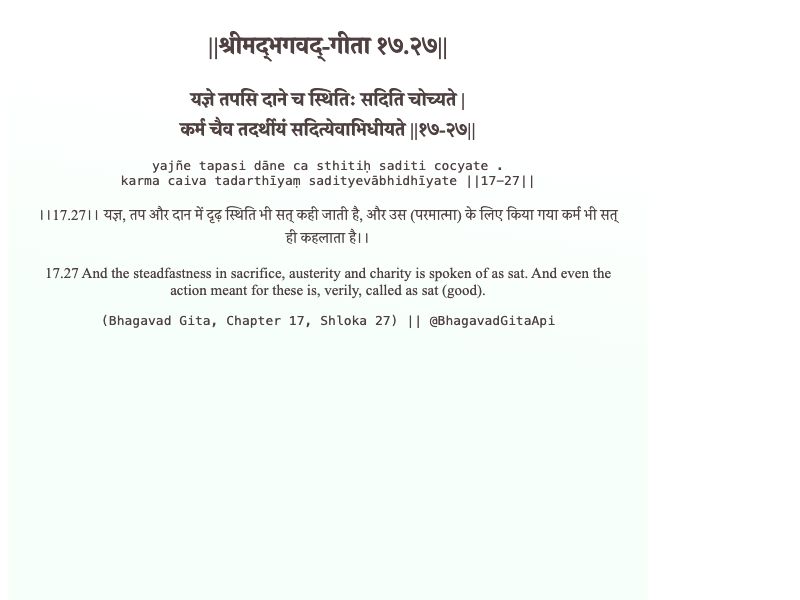 ||श्रीमद्‍भगवद्‍-गीता १७.२७||
यज्ञे तपसि दाने च स्थितिः सदिति चोच्यते |
कर्म चैव तदर्थीयं सदित्येवाभिधीयते ||१७-२७||
yajñe tapasi dāne ca sthitiḥ saditi cocyate .
karma caiva tadarthīyaṃ sadityevābhidhīyate ||17-27||
।।17.27।। यज्ञ, तप और दान में दृढ़ स्थिति भी सत् कही जाती है, और उस (परमात्मा) के लिए किया गया कर्म भी सत्
ही कहलाता है।।
17.27 And the steadfastness in sacrifice, austerity and charity is spoken of as sat. And even the
action meant for these is, verily, called as sat (good).
(Bhagavad Gita, Chapter 17, Shloka 27) || @BhagavadGitaApi